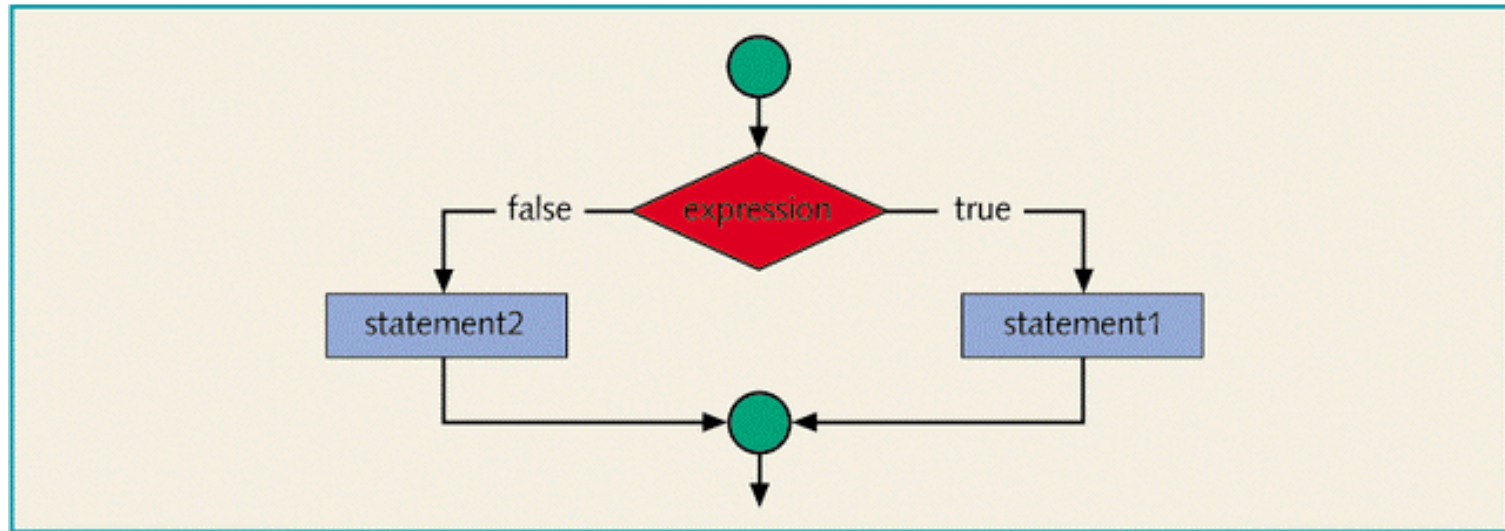 false
expression
true
statement2
statement1